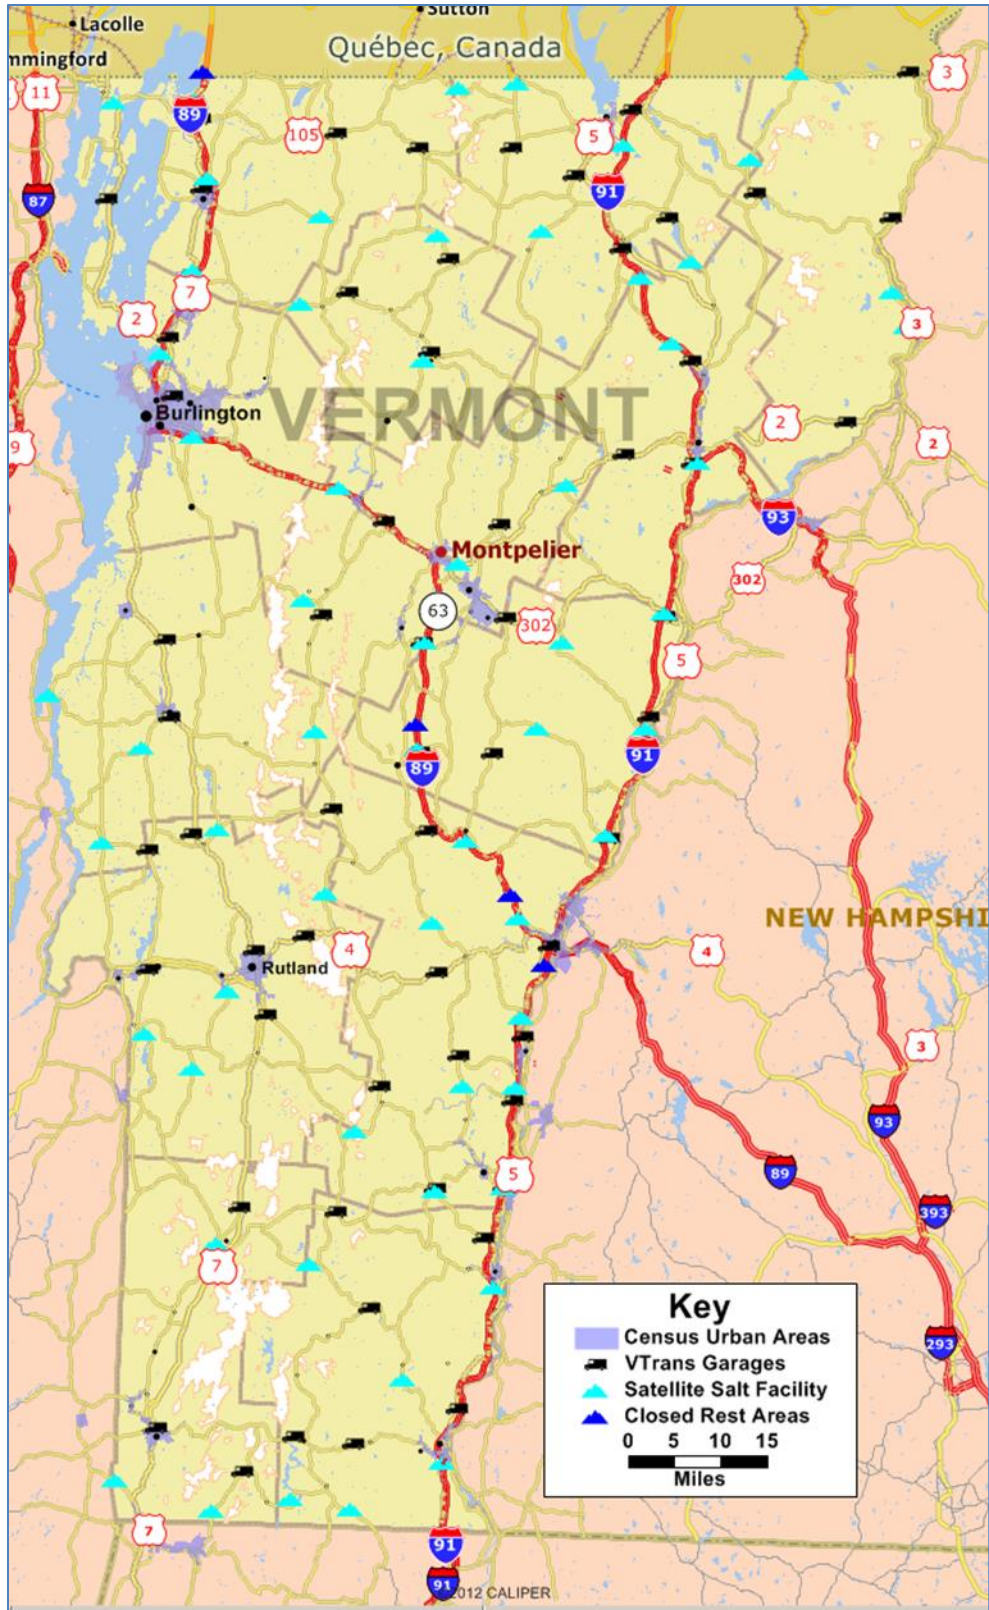 Sutton
Lacolle
Québec, Canada
mmingford
3
11
89
105
5
91
87
7
2
3
VERMONT
Burlington
2
2
9
93
Montpelier
302
63
302
5
91
89
NEW HAMPSHI
4
4
Rutland
3
93
5
89
393
7
Key
Census Urban Areas
VTrans Garages
Satellite Salt Facility
Closed Rest Areas
0 5 10 15
Miles
293
7
91
91
2012 CALIPER